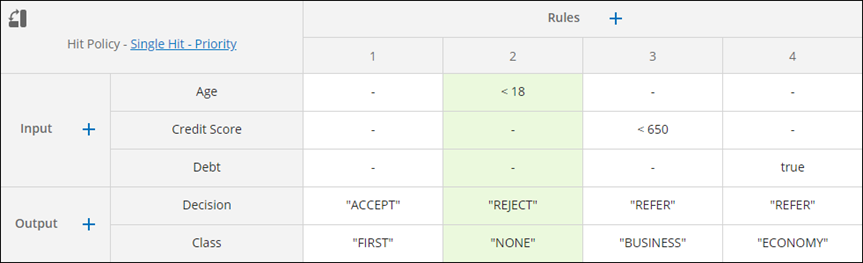 Rules +
Hit Policy - Single Hit - Priority
1 2 3 4
Input + Age - < 18 - -
Credit Score - - < 650 -
Debt - - - true
Output + Decision "ACCEPT" "REJECT" "REFER" "REFER"
Class "FIRST" "NONE" "BUSINESS" "ECONOMY"